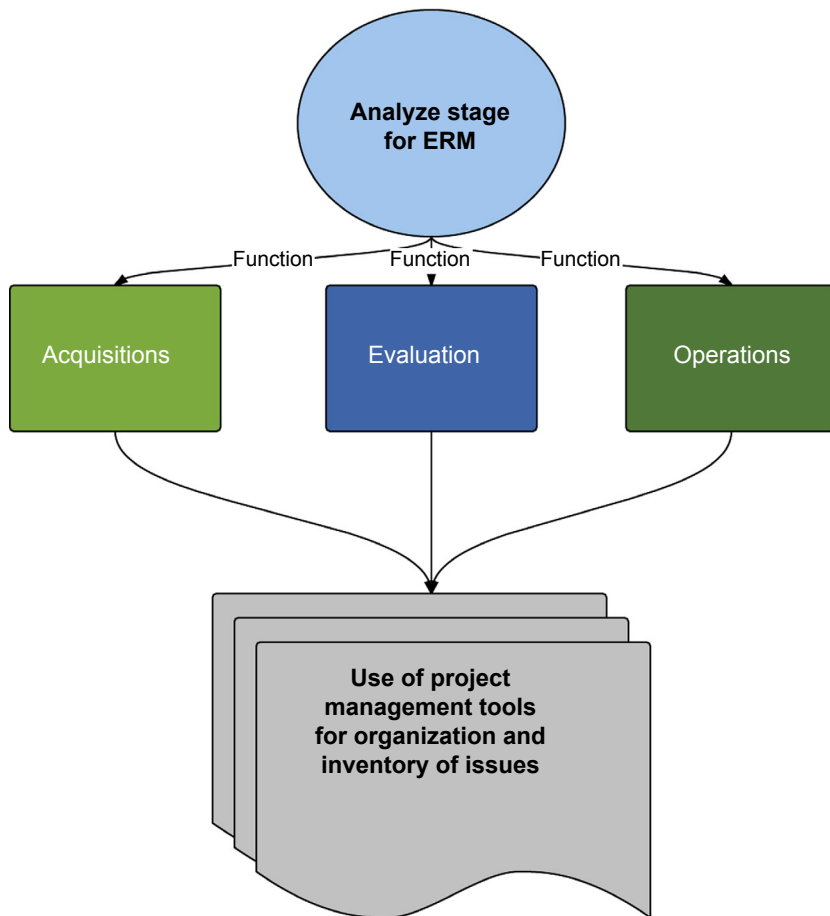 Analyze stage
for ERM
Function
Function
Function
Acquisitions
Evaluation
Operations
Use of project
management tools
for organization and
inventory of issues